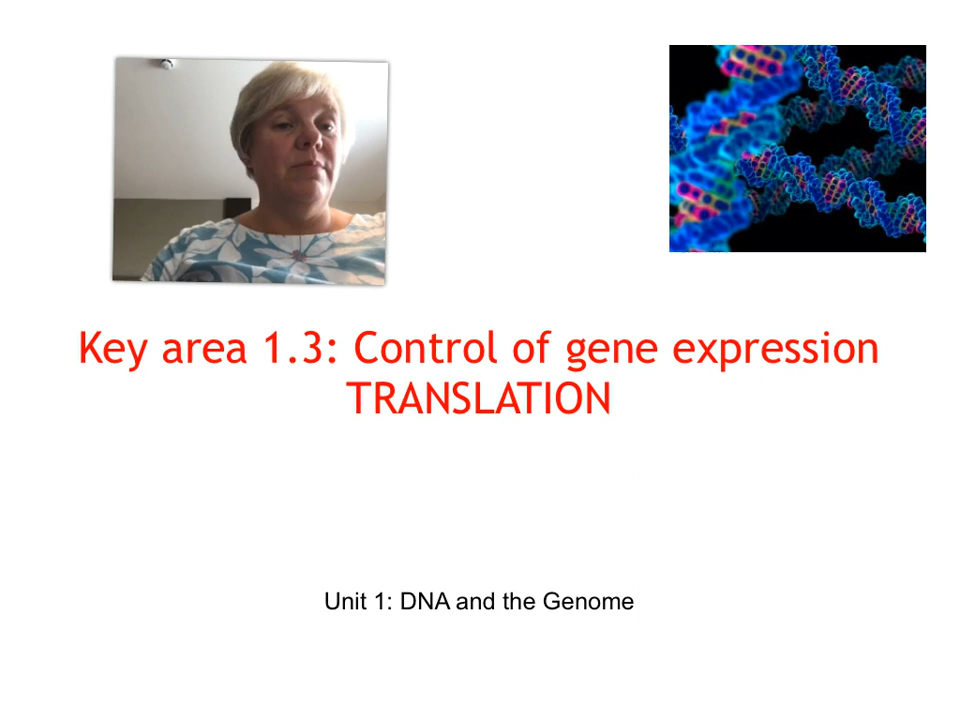 Key area 1.3: Control of gene expression
TRANSLATION
Unit 1: DNA and the Genome